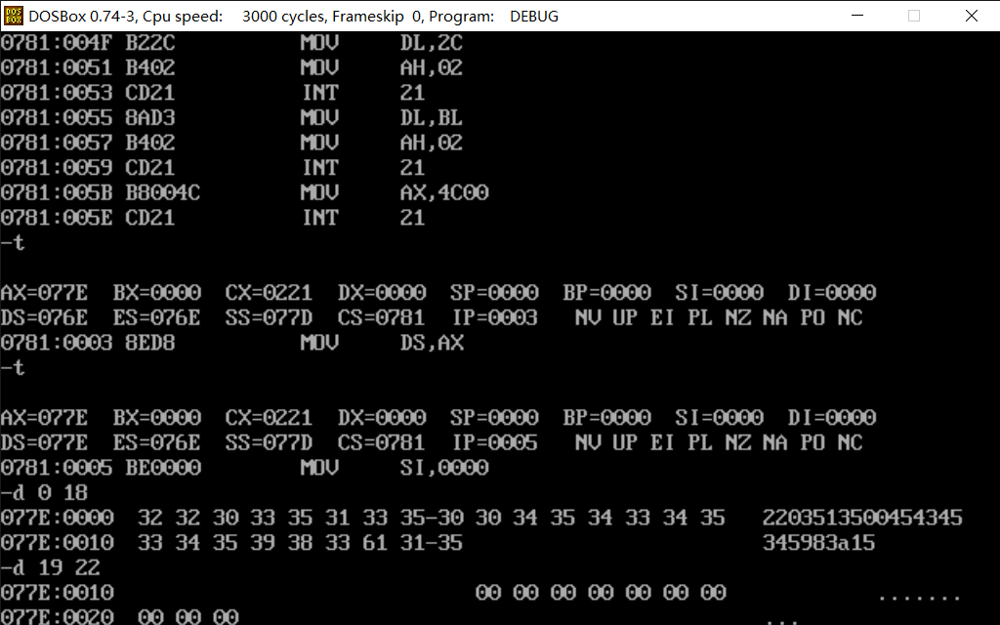 DOS BOX DOSBox 0.74-3, Cpu speed: 3000 cycles, Frameskip 0, Program: DEBUG
0781:004F B22C MOV DL,2C
0781:0051 B402 MOV AH,02
0781:0053 CD21 INT 21
0781:0055 8AD3 MOV DL,BL
0781:0057 B402 MOV AH,02
0781:0059 CD21 INT 21
0781:005B B8004C MOV AX,4C00
0781:005E CD21 INT 21
-t
AX=077E BX=0000 CX=0221 DX=0000 SP=0000 BP=0000 SI=0000 DI=0000
DS=076E ES=076E SS=077D CS=0781 IP=0003 NV UP EI PL NZ NA PO NC
0781:0003 8ED8 MOV DS,AX
-t
AX=077E BX=0000 CX=0221 DX=0000 SP=0000 BP=0000 SI=0000 DI=0000
DS=077E ES=076E SS=077D CS=0781 IP=0005 NV UP EI PL NZ NA PO NC
0781:0005 BE0000 MOV SI,0000
-d 0 18
077E:0000 32 32 30 33 35 31 33 35-30 30 34 35 34 33 34 35 2203513500454345
077E:0010 33 34 35 39 38 33 61 31-35 345983a15
-d 19 22
077E:0010 00 00 00 00 00 00 00 .......
077E:0020 00 00 00 ...